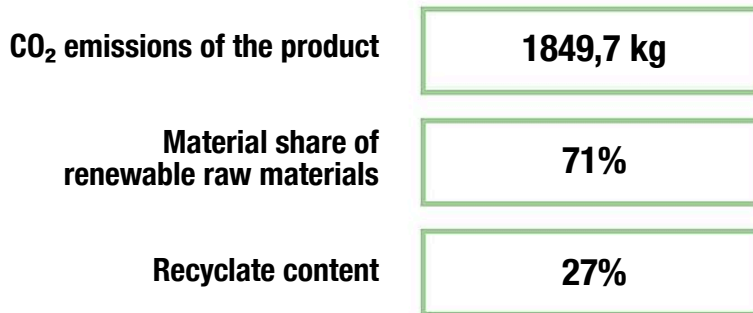 CO₂ emissions of the product
1849,7 kg
Material share of
renewable raw materials
71%
Recyclate content
27%